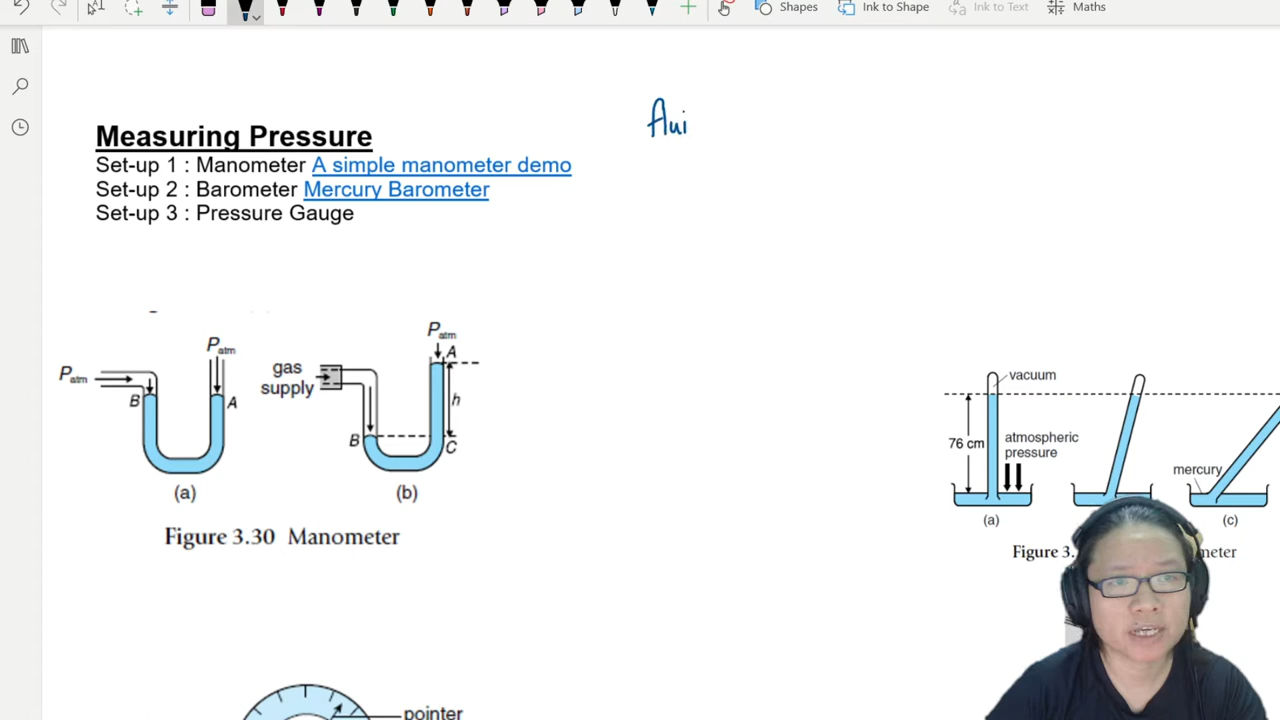 Shapes
Ink to Shape
Ink to Text
Maths
Aui
Measuring Pressure
Set-up 1 : Manometer A simple manometer demo
Set-up 2 : Barometer Mercury Barometer
Set-up 3 : Pressure Gauge
Patm
Patm
B
A
(a)
gas
supply
Patm
A
h
B
C
(b)
Figure 3.30 Manometer
vacuum
76 cm
atmospheric
pressure
mercury
(a)
(c)
Figure 3.
meter
pointer